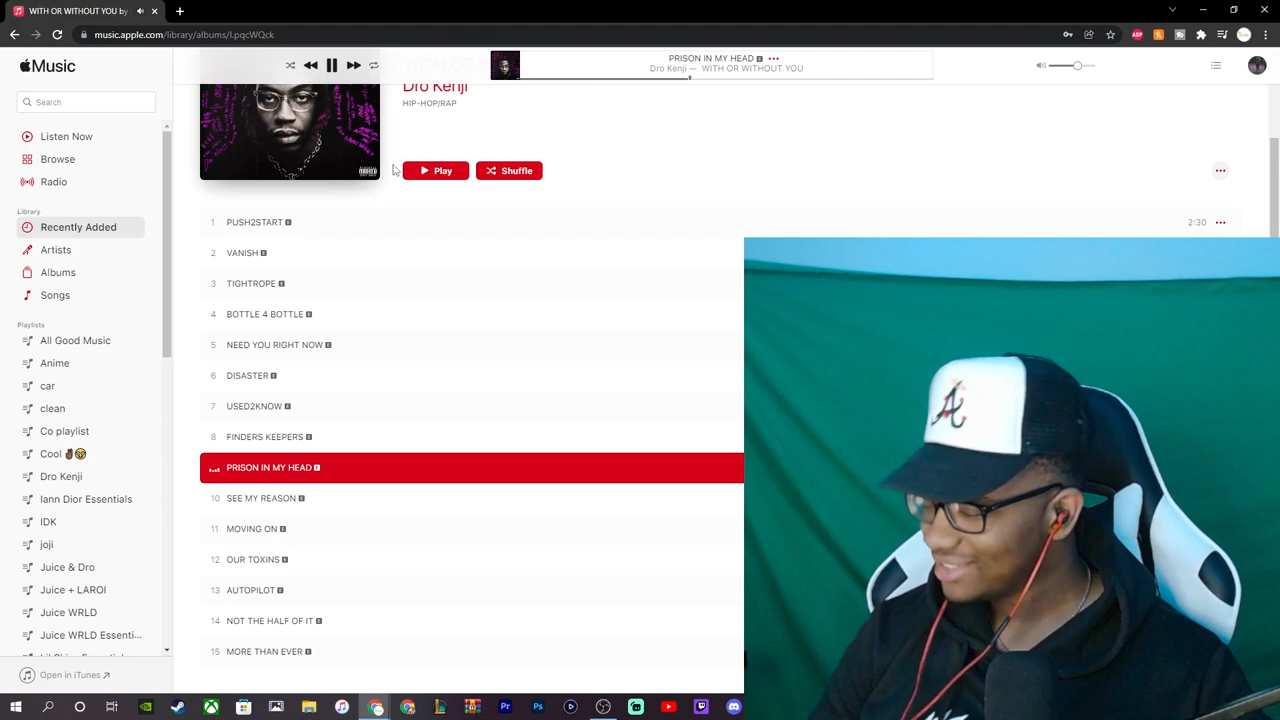 WITH OR WITHOUT YOU by
music.apple.com/library/albums/l.pqcWQck
Music
PRISON IN MY HEAD E
Dro Kenji — WITH OR WITHOUT YOU
Search
Dro Kenji
HIP-HOP/RAP
Play
Shuffle
Listen Now
Browse
Radio
Library
Recently Added
Artists
Albums
Songs
Playlists
All Good Music
Anime
car
clean
Co playlist
Cool ✌🏾🤓
Dro Kenji
Iann Dior Essentials
IDK
joji
Juice & Dro
Juice + LAROI
Juice WRLD
Juice WRLD Essenti...
Open in iTunes
1 PUSH2START E 2:30
2 VANISH E
3 TIGHTROPE E
4 BOTTLE 4 BOTTLE E
5 NEED YOU RIGHT NOW E
6 DISASTER E
7 USED2KNOW E
8 FINDERS KEEPERS E
PRISON IN MY HEAD E
10 SEE MY REASON E
11 MOVING ON E
12 OUR TOXINS E
13 AUTOPILOT E
14 NOT THE HALF OF IT E
15 MORE THAN EVER E
A